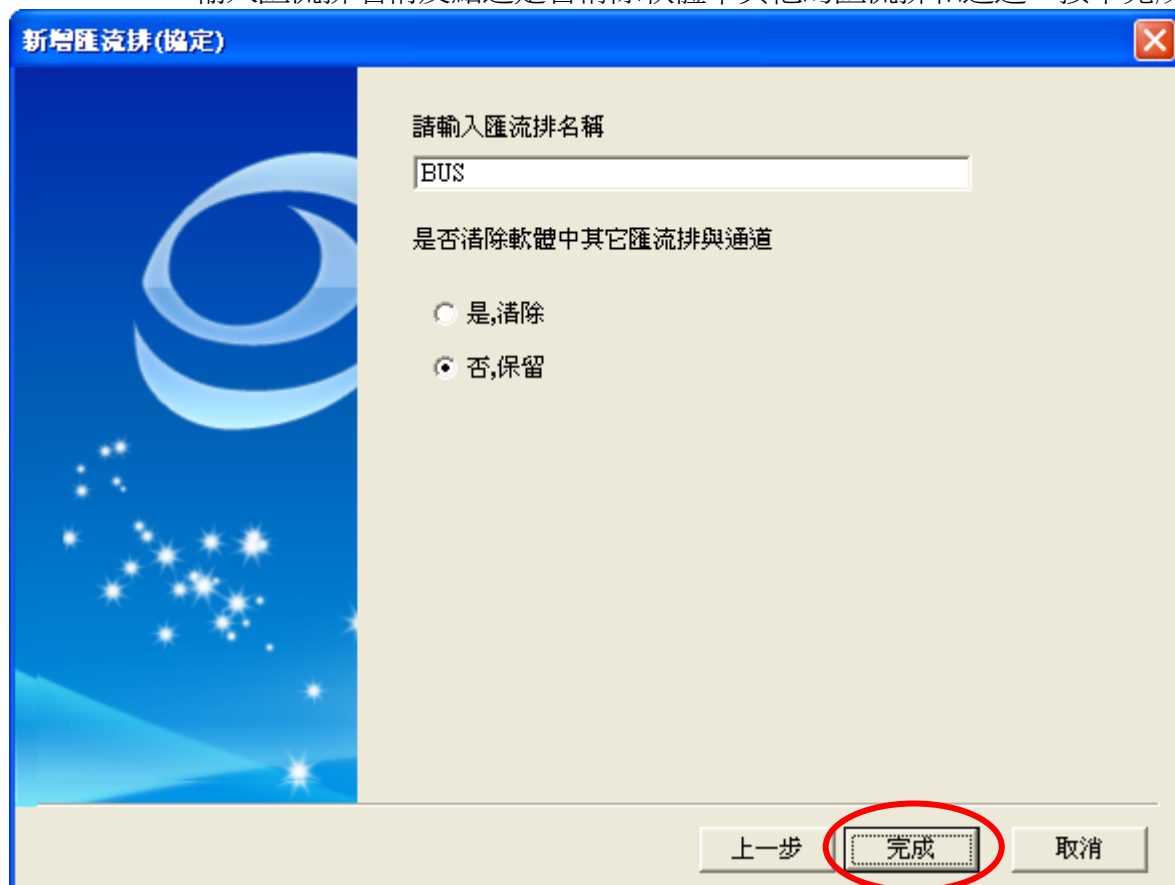 新增匯流排(協定)
請輸入匯流排名稱
BUS
是否清除軟體中其它匯流排與通道
是,清除
否,保留
上一步
完成
取消